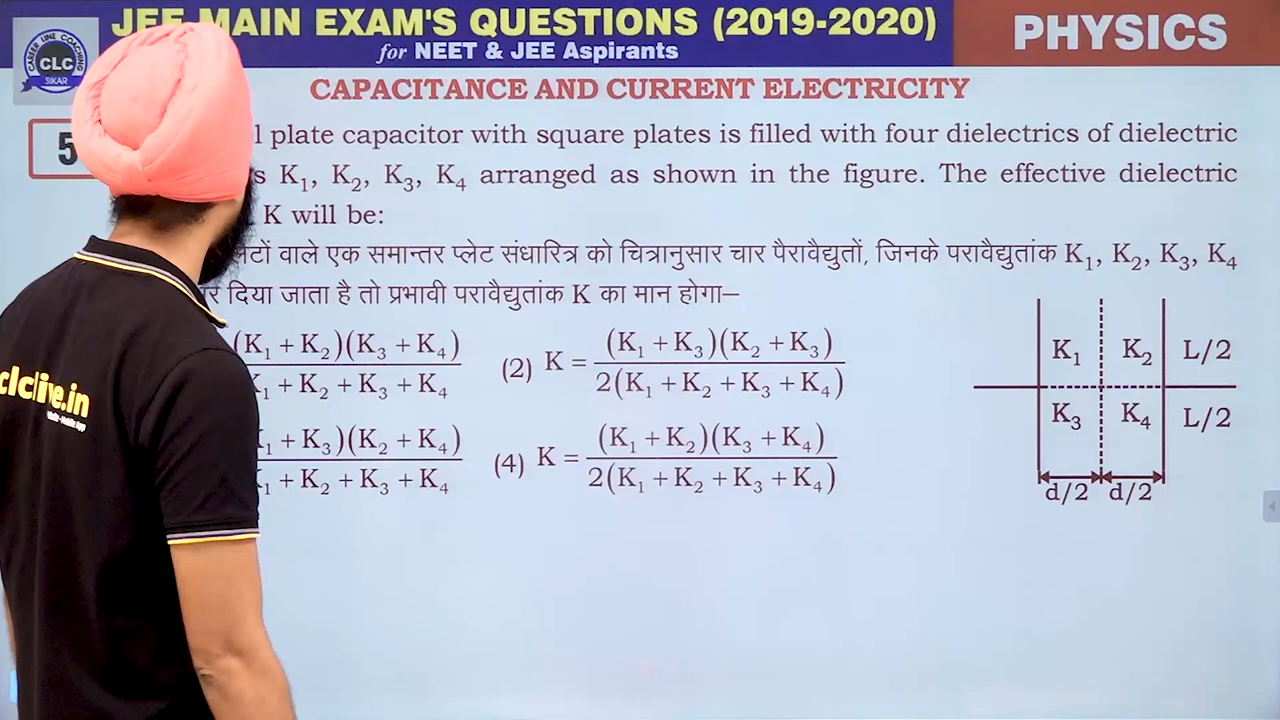 JEE MAIN EXAM'S QUESTIONS (2019-2020)
for NEET & JEE Aspirants
PHYSICS
CAREER LINE COACHING
CLC
SIKAR
CAPACITANCE AND CURRENT ELECTRICITY
5
plate capacitor with square plates is filled with four dielectrics of dielectric
K₁, K₂, K₃, K₄ arranged as shown in the figure. The effective dielectric
K will be:
वाले एक समान्तर प्लेट संधारित्र को चित्रानुसार चार पैरावैद्युतों, जिनके परावैद्युतांक K₁, K₂, K₃, K₄
दिया जाता है तो प्रभावी परावैद्युतांक K का मान होगा–
(K₁ + K₂)(K₃ + K₄)
K₁ + K₂ + K₃ + K₄
(2) K = (K₁ + K₃)(K₂ + K₃)
2(K₁ + K₂ + K₃ + K₄)
K₁ + K₃)(K₂ + K₄)
K₁ + K₂ + K₃ + K₄
(4) K = (K₁ + K₂)(K₃ + K₄)
2(K₁ + K₂ + K₃ + K₄)
K₁ K₂ L/2
K₃ K₄ L/2
d/2 d/2
clclive.in